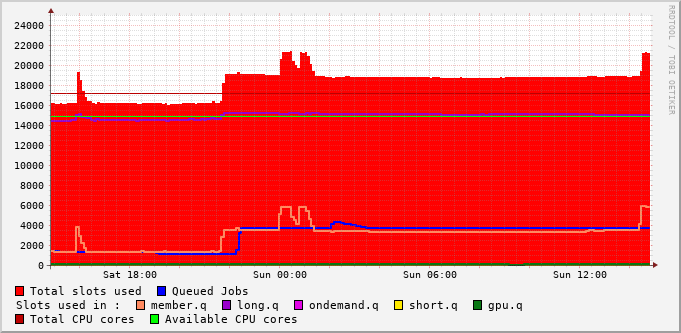 24000
22000
20000
18000
16000
14000
12000
10000
8000
6000
4000
2000
0
Sat 18:00 Sun 00:00 Sun 06:00 Sun 12:00
RRDTOOL / TOBI OETIKER
Total slots used Queued Jobs
Slots used in : member.q long.q ondemand.q short.q gpu.q
Total CPU cores Available CPU cores